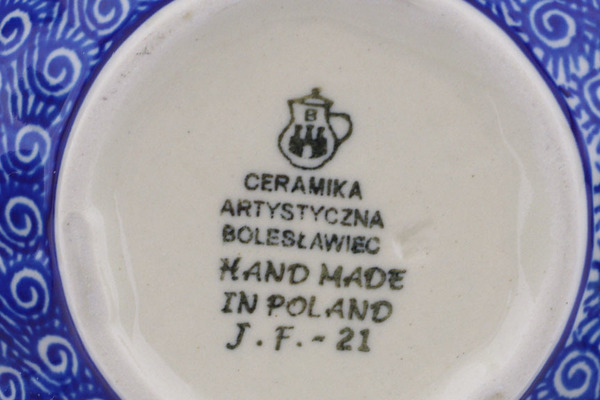 B
CERAMIKA
ARTYSTYCZNA
BOLESŁAWIEC
HAND MADE
IN POLAND
J.F.-21